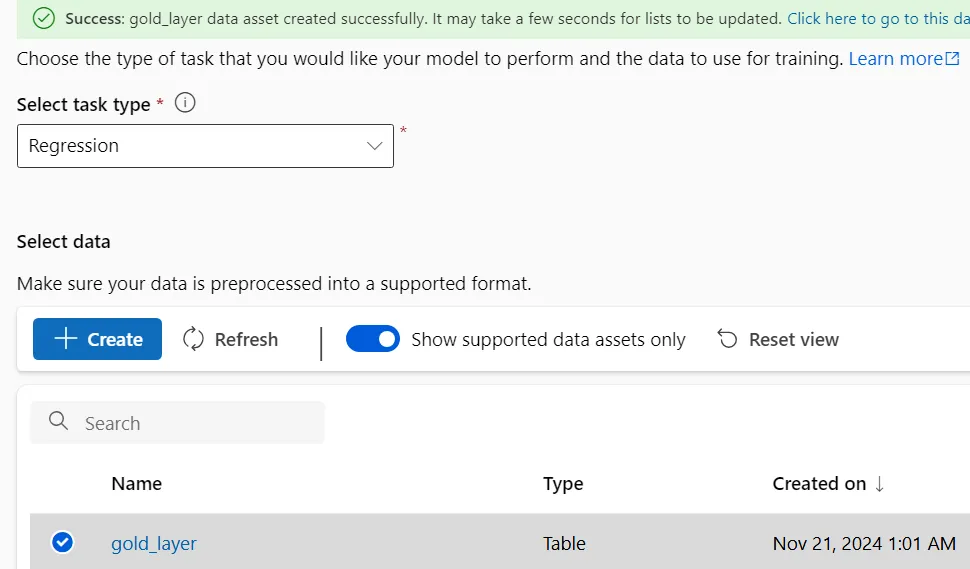 Success: gold_layer data asset created successfully. It may take a few seconds for lists to be updated. Click here to go to this da
Choose the type of task that you would like your model to perform and the data to use for training. Learn more
Select task type *
Regression *
Select data
Make sure your data is preprocessed into a supported format.
Create Refresh Show supported data assets only Reset view
Search
Name Type Created on ↓
gold_layer Table Nov 21, 2024 1:01 AM